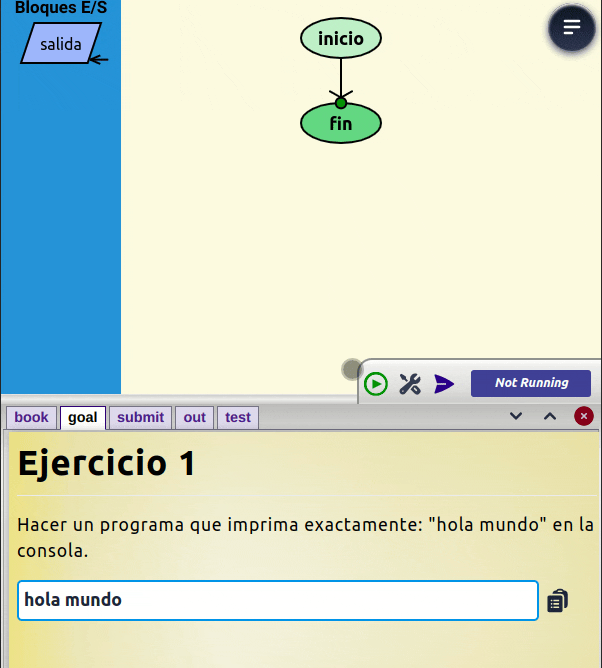 Bloques E/S
salida
inicio
fin
Not Running
book
goal
submit
out
test
Ejercicio 1
Hacer un programa que imprima exactamente: "hola mundo" en la
consola.
hola mundo